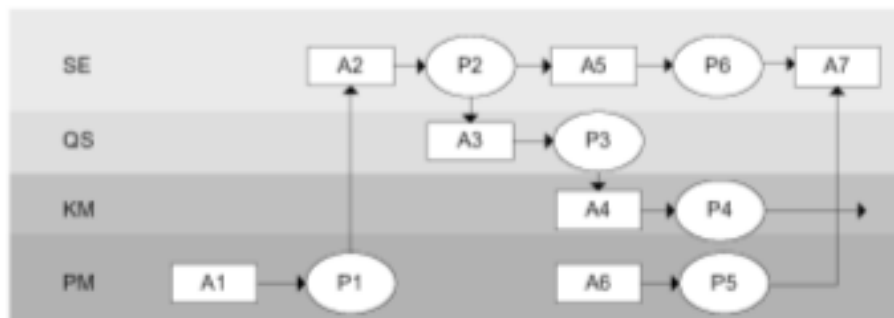 SE A2 P2 A5 P6 A7
QS A3 P3
KM A4 P4
PM A1 P1 A6 P5